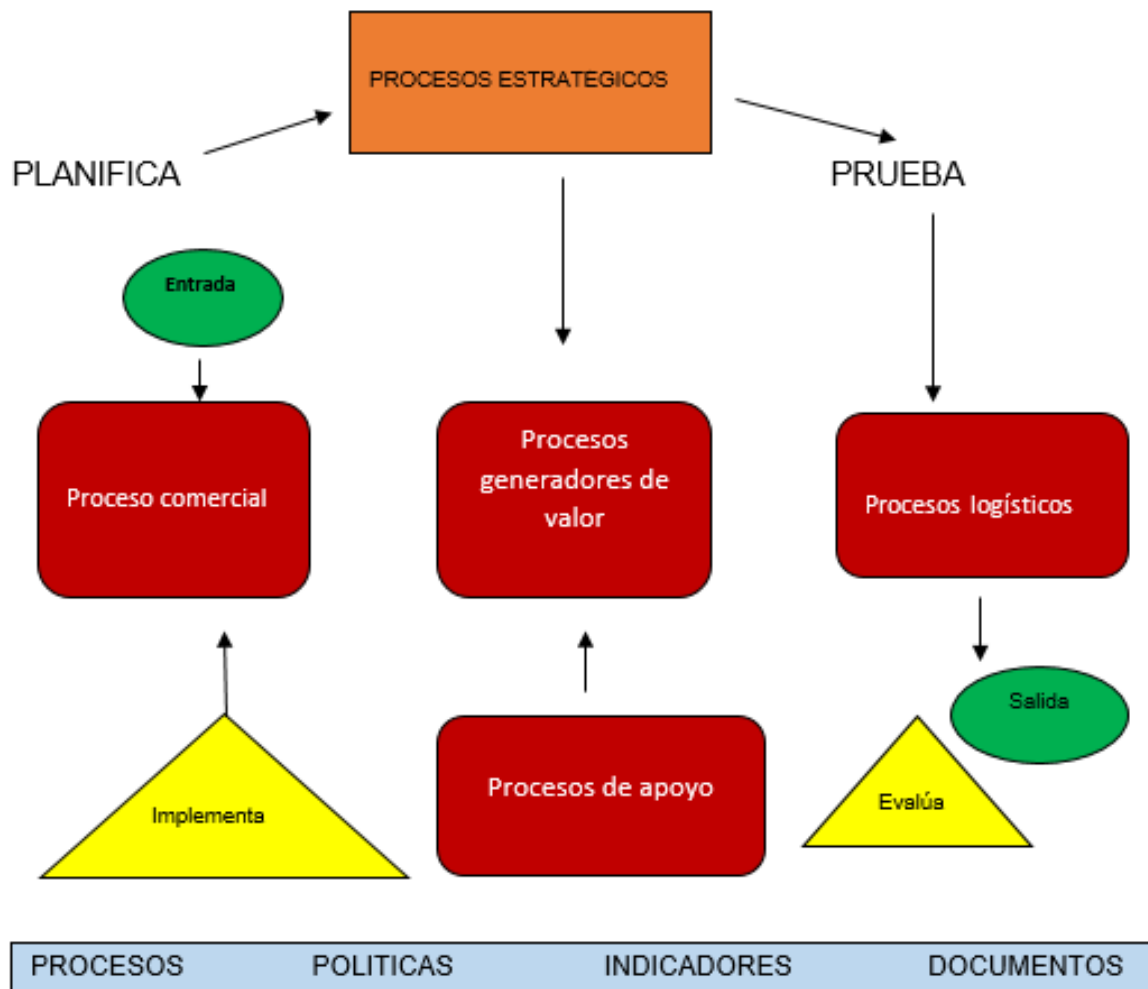 PROCESOS ESTRATEGICOS
PLANIFICA
PRUEBA
Entrada
Proceso comercial
Procesos
generadores de
valor
Procesos logísticos
Implementa
Procesos de apoyo
Salida
Evalúa
PROCESOS POLITICAS INDICADORES DOCUMENTOS